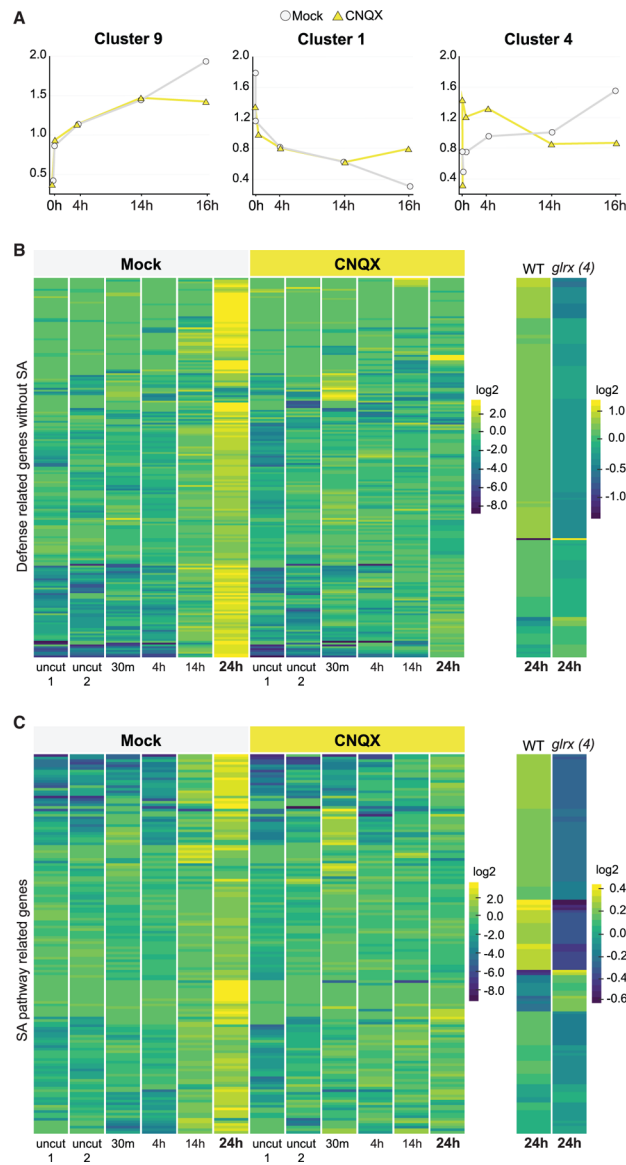 A
Mock CNQX
Cluster 9 Cluster 1 Cluster 4
2.0 2.0 2.0
1.5 1.6 1.6
1.0 1.2 1.2
0.5 0.8 0.8
0.4 0.4
0h 4h 14h 16h 0h 4h 14h 16h 0h 4h 14h 16h
B
Mock CNQX WT glrx (4)
Defense related genes without SA
log2 log2
2.0 1.0
0.0 0.0
-2.0 -1.0
-4.0
-6.0
-8.0
uncut 1 uncut 2 30m 4h 14h 24h uncut 1 uncut 2 30m 4h 14h 24h 24h 24h
C
Mock CNQX WT glrx (4)
SA pathway related genes
log2 log2
2.0 0.4
0.0 0.2
-2.0 0.0
-4.0 -0.2
-6.0 -0.4
-8.0 -0.6
uncut 1 uncut 2 30m 4h 14h 24h uncut 1 uncut 2 30m 4h 14h 24h 24h 24h